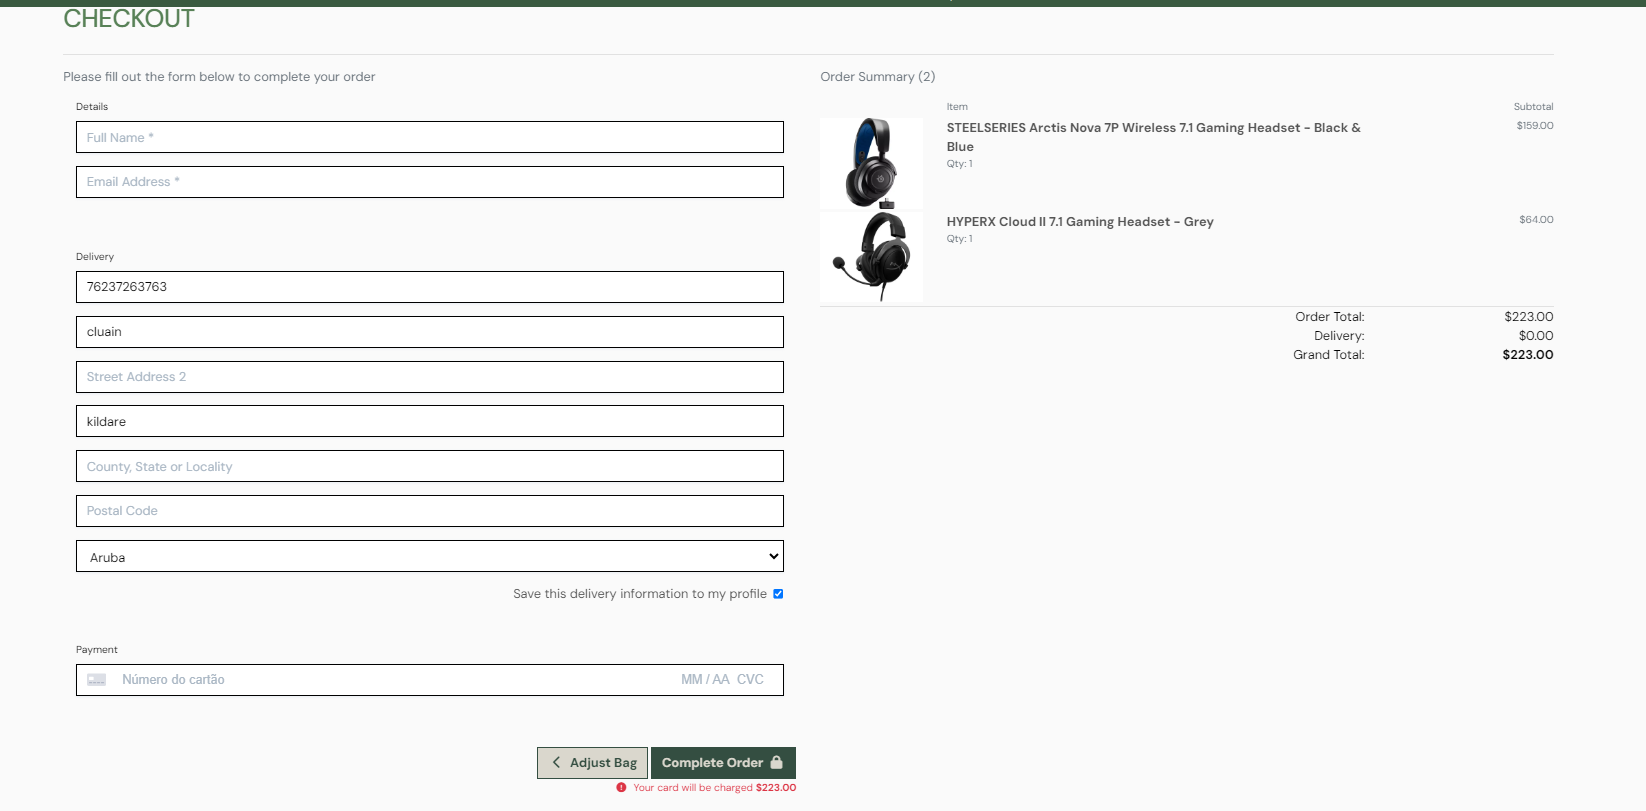 CHECKOUT
Please fill out the form below to complete your order
Details
Full Name *
Email Address *
Delivery
76237263763
cluain
Street Address 2
kildare
County, State or Locality
Postal Code
Aruba
Save this delivery information to my profile
Payment
Número do cartão MM / AA CVC
Adjust Bag Complete Order
Your card will be charged $223.00
Order Summary (2)
Item Subtotal
STEELSERIES Arctis Nova 7P Wireless 7.1 Gaming Headset - Black & $159.00
Blue
Qty: 1
HYPERX Cloud II 7.1 Gaming Headset - Grey $64.00
Qty: 1
Order Total: $223.00
Delivery: $0.00
Grand Total: $223.00